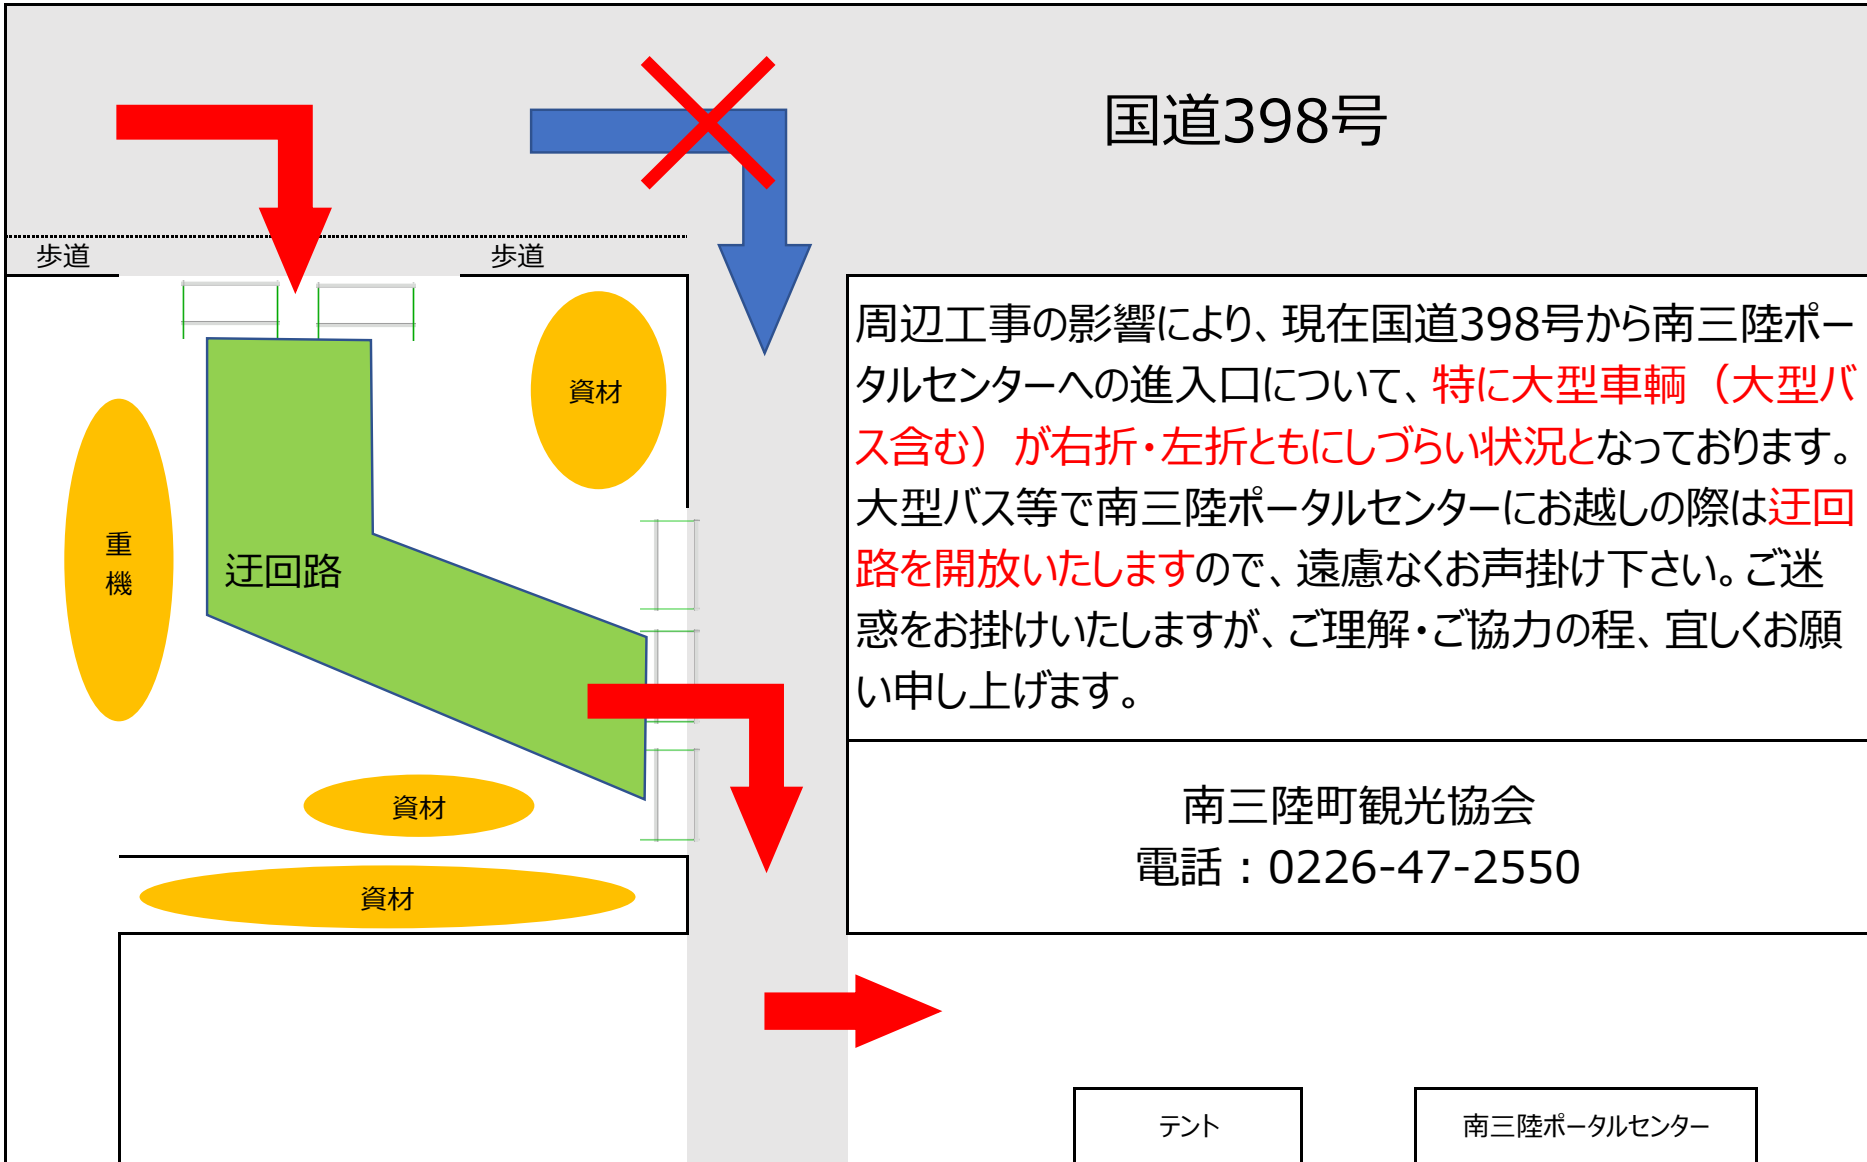 国道398号
歩道
歩道
資材
重
機
迂回路
資材
資材
周辺工事の影響により、現在国道398号から南三陸ポー
タルセンターへの進入口について、特に大型車輌（大型バ
ス含む）が右折・左折ともにしづらい状況となっております。
大型バス等で南三陸ポータルセンターにお越しの際は迂回
路を開放いたしますので、遠慮なくお声掛け下さい。ご迷
惑をお掛けいたしますが、ご理解・ご協力の程、宜しくお願
い申し上げます。
南三陸町観光協会
電話：0226-47-2550
テント
南三陸ポータルセンター